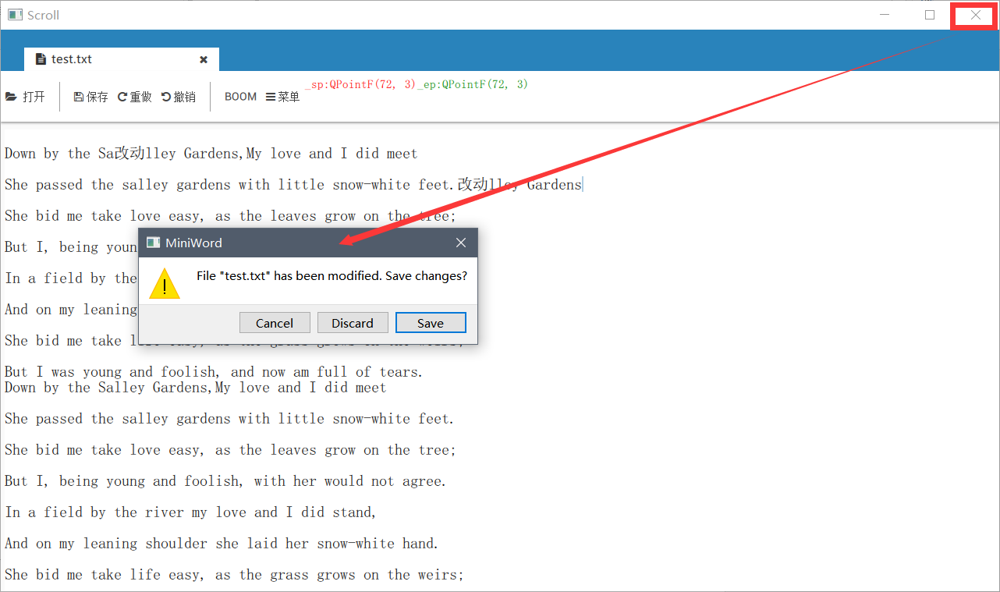 Scroll
test.txt
打开 保存 重做 撤销 BOOM 菜单 _sp:QPointF(72, 3)_ep:QPointF(72, 3)
Down by the Sa改动lley Gardens,My love and I did meet
She passed the salley gardens with little snow-white feet.改动lley Gardens
She bid me take love easy, as the leaves grow on the tree;
But I, being youn
In a field by the
And on my leaning
She bid me take life easy, as the grass grows on the weirs;
MiniWord
File "test.txt" has been modified. Save changes?
Cancel Discard Save
But I was young and foolish, and now am full of tears.
Down by the Salley Gardens,My love and I did meet
She passed the salley gardens with little snow-white feet.
She bid me take love easy, as the leaves grow on the tree;
But I, being young and foolish, with her would not agree.
In a field by the river my love and I did stand,
And on my leaning shoulder she laid her snow-white hand.
She bid me take life easy, as the grass grows on the weirs;